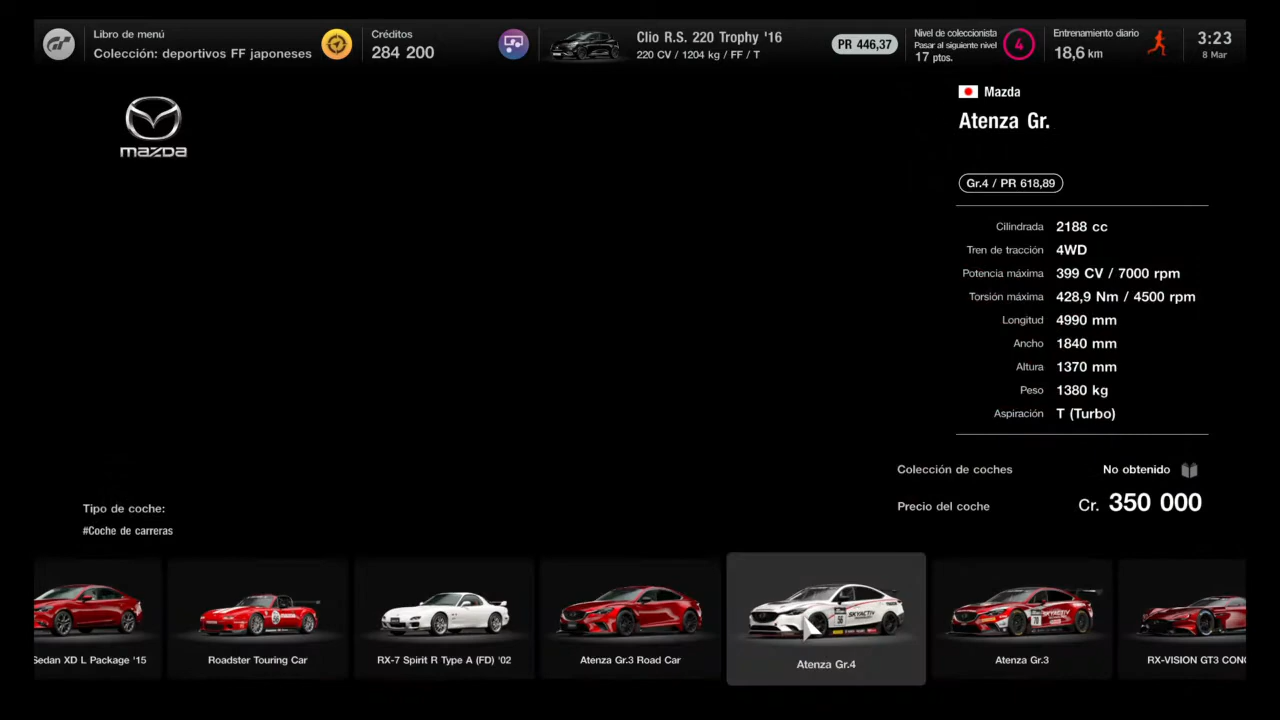 Libro de menú
Colección: deportivos FF japoneses
Créditos
284 200
Clio R.S. 220 Trophy '16
220 CV / 1204 kg / FF / T
PR 446,37
Nivel de coleccionista
Pasar al siguiente nivel
17 ptos.
4
Entrenamiento diario
18,6 km
3:23
8 Mar
mazda
Mazda
Atenza Gr.
Gr.4 / PR 618,89
Cilindrada 2188 cc
Tren de tracción 4WD
Potencia máxima 399 CV / 7000 rpm
Torsión máxima 428,9 Nm / 4500 rpm
Longitud 4990 mm
Ancho 1840 mm
Altura 1370 mm
Peso 1380 kg
Aspiración T (Turbo)
Colección de coches No obtenido
Precio del coche Cr. 350 000
Tipo de coche:
#Coche de carreras
SKYACTIV
SKYACTIV
Sedan XD L Package '15
Roadster Touring Car
RX-7 Spirit R Type A (FD) '02
Atenza Gr.3 Road Car
Atenza Gr.4
Atenza Gr.3
RX-VISION GT3 CONC